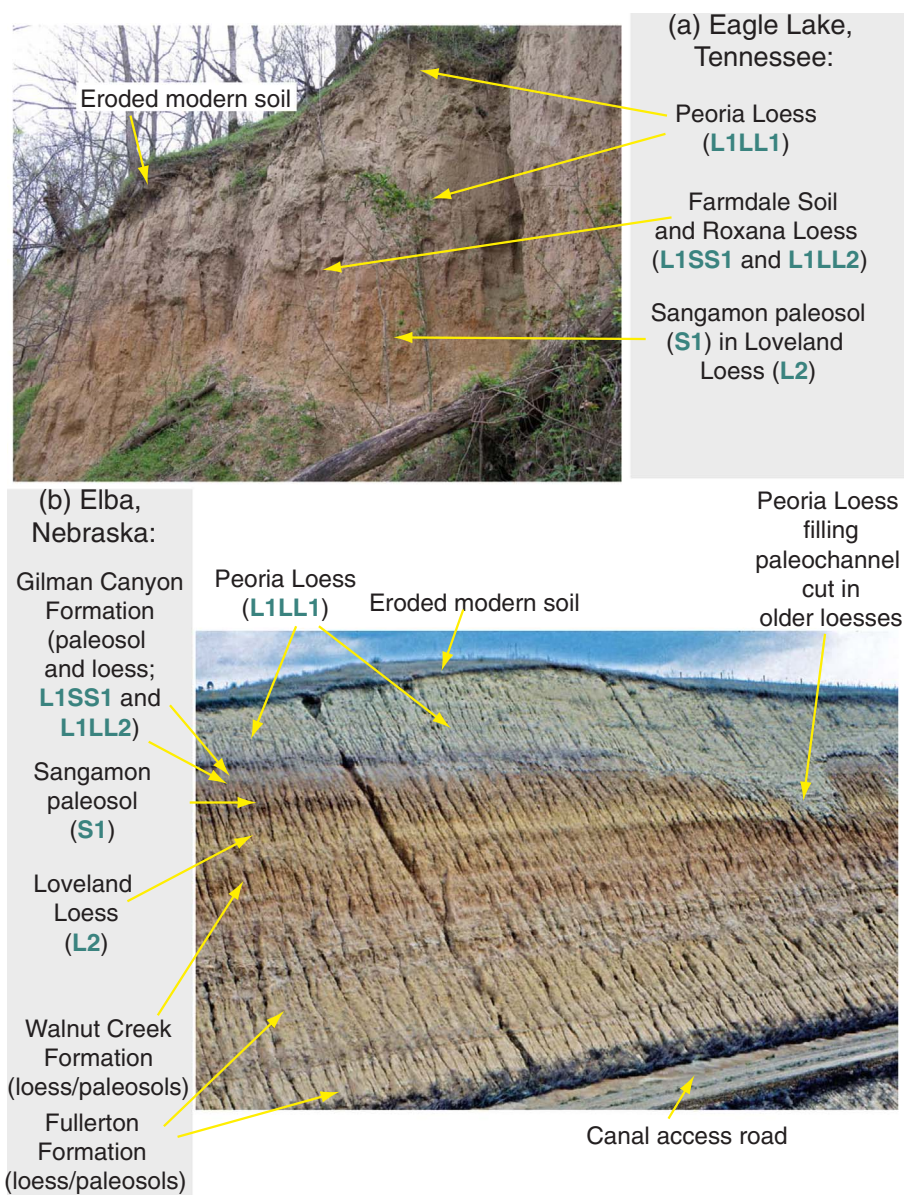 (a) Eagle Lake,
Tennessee:
Eroded modern soil
Peoria Loess
(L1LL1)
Farmdale Soil
and Roxana Loess
(L1SS1 and L1LL2)
Sangamon paleosol
(S1) in Loveland
Loess (L2)
(b) Elba,
Nebraska:
Gilman Canyon
Formation
(paleosol
and loess;
L1SS1 and
L1LL2)
Sangamon
paleosol
(S1)
Loveland
Loess
(L2)
Walnut Creek
Formation
(loess/paleosols)
Fullerton
Formation
(loess/paleosols)
Peoria Loess
(L1LL1)
Eroded modern soil
Peoria Loess
filling
paleochannel
cut in
older loesses
Canal access road